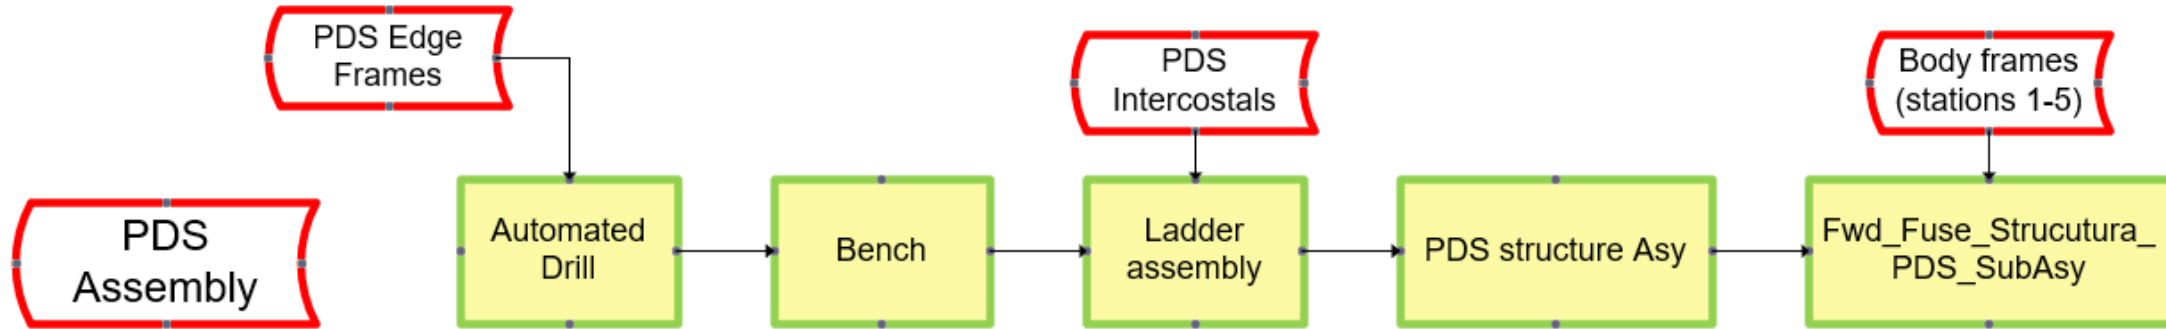 PDS Edge
Frames
PDS
Intercostals
Body frames
(stations 1-5)
PDS
Assembly
Automated
Drill
Bench
Ladder
assembly
PDS structure Asy
Fwd_Fuse_Strucutura_
PDS_SubAsy